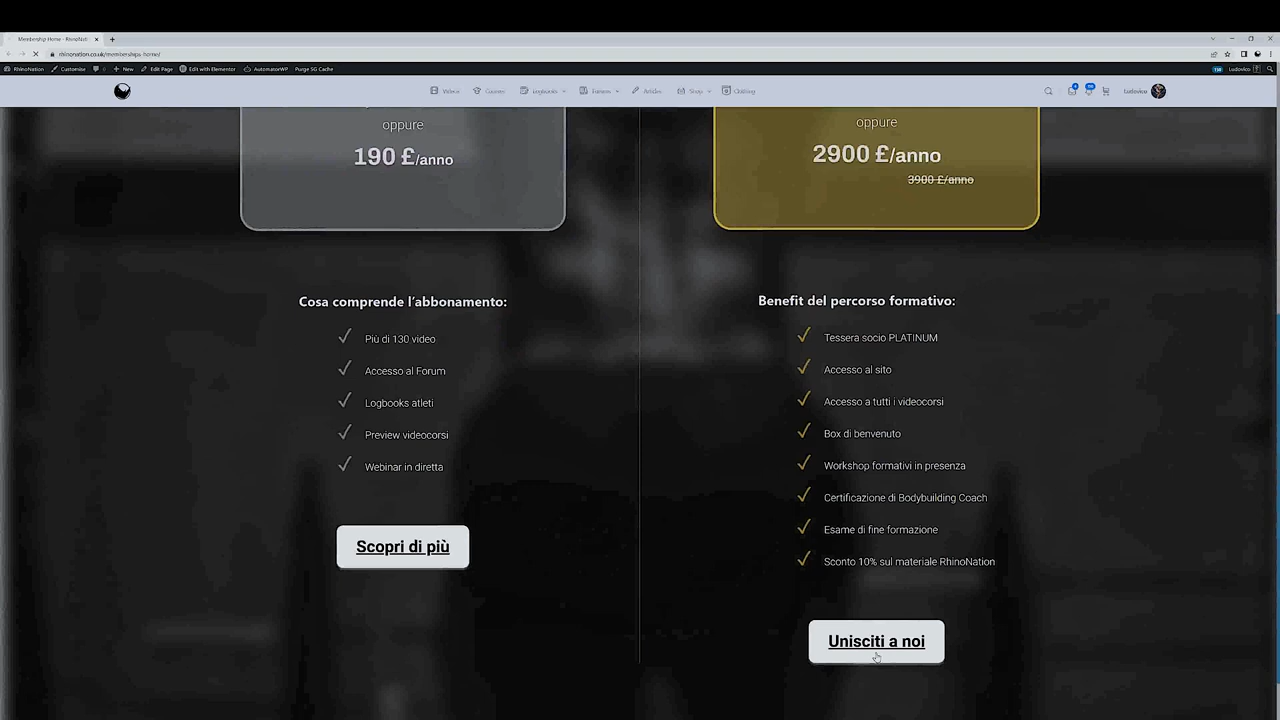 Membership Home - RhinoNati
rhinonation.co.uk/memberships-home/
RhinoNation Customise New Edit Page Edit with Elementor AutomatorWP Purge SG Cache Ludovico
Videos Courses Logbooks Forums Articles Shop Clothing Ludovico
oppure
190 £/anno
oppure
2900 £/anno
3900 £/anno
Cosa comprende l'abbonamento:
Più di 130 video
Accesso al Forum
Logbooks atleti
Preview videocorsi
Webinar in diretta
Scopri di più
Benefit del percorso formativo:
Tessera socio PLATINUM
Accesso al sito
Accesso a tutti i videocorsi
Box di benvenuto
Workshop formativi in presenza
Certificazione di Bodybuilding Coach
Esame di fine formazione
Sconto 10% sul materiale RhinoNation
Unisciti a noi